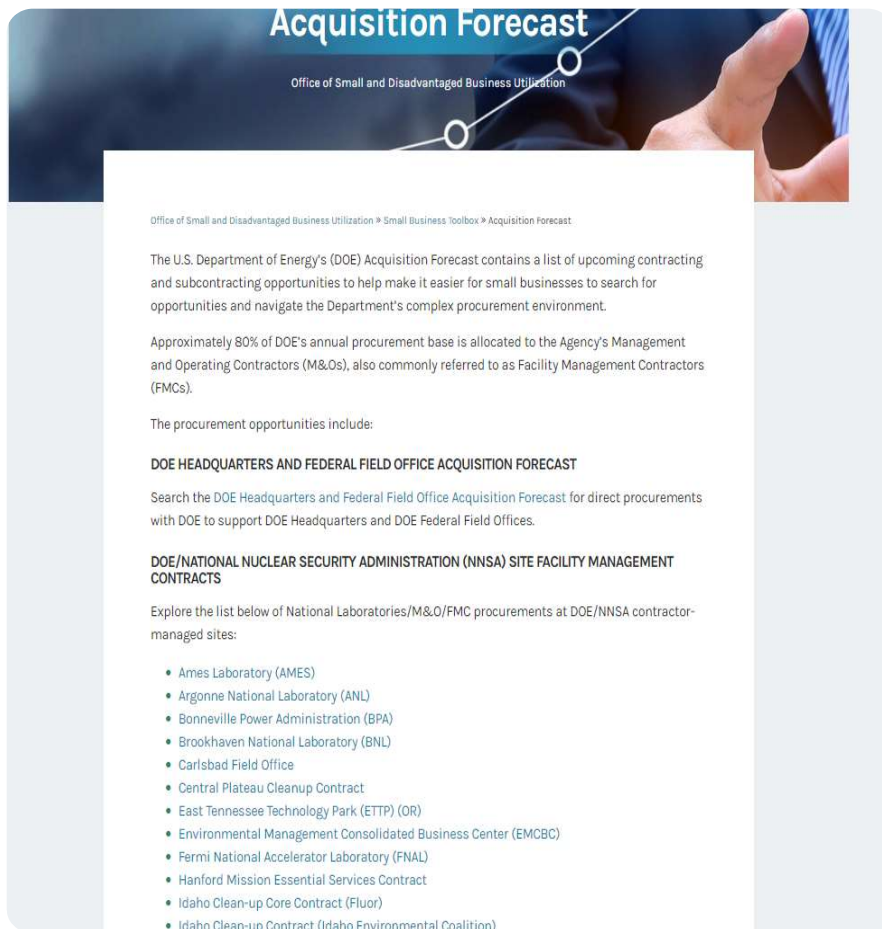 Acquisition Forecast
Office of Small and Disadvantaged Business Utilization
Office of Small and Disadvantaged Business Utilization » Small Business Toolbox » Acquisition Forecast
The U.S. Department of Energy's (DOE) Acquisition Forecast contains a list of upcoming contracting
and subcontracting opportunities to help make it easier for small businesses to search for
opportunities and navigate the Department's complex procurement environment.
Approximately 80% of DOE's annual procurement base is allocated to the Agency's Management
and Operating Contractors (M&Os), also commonly referred to as Facility Management Contractors
(FMCs).
The procurement opportunities include:
DOE HEADQUARTERS AND FEDERAL FIELD OFFICE ACQUISITION FORECAST
Search the DOE Headquarters and Federal Field Office Acquisition Forecast for direct procurements
with DOE to support DOE Headquarters and DOE Federal Field Offices.
DOE/NATIONAL NUCLEAR SECURITY ADMINISTRATION (NNSA) SITE FACILITY MANAGEMENT
CONTRACTS
Explore the list below of National Laboratories/M&O/FMC procurements at DOE/NNSA contractor-
managed sites:
• Ames Laboratory (AMES)
• Argonne National Laboratory (ANL)
• Bonneville Power Administration (BPA)
• Brookhaven National Laboratory (BNL)
• Carlsbad Field Office
• Central Plateau Cleanup Contract
• East Tennessee Technology Park (ETTP) (OR)
• Environmental Management Consolidated Business Center (EMCBC)
• Fermi National Accelerator Laboratory (FNAL)
• Hanford Mission Essential Services Contract
• Idaho Clean-up Core Contract (Fluor)
• Idaho Clean-up Contract (Idaho Environmental Coalition)